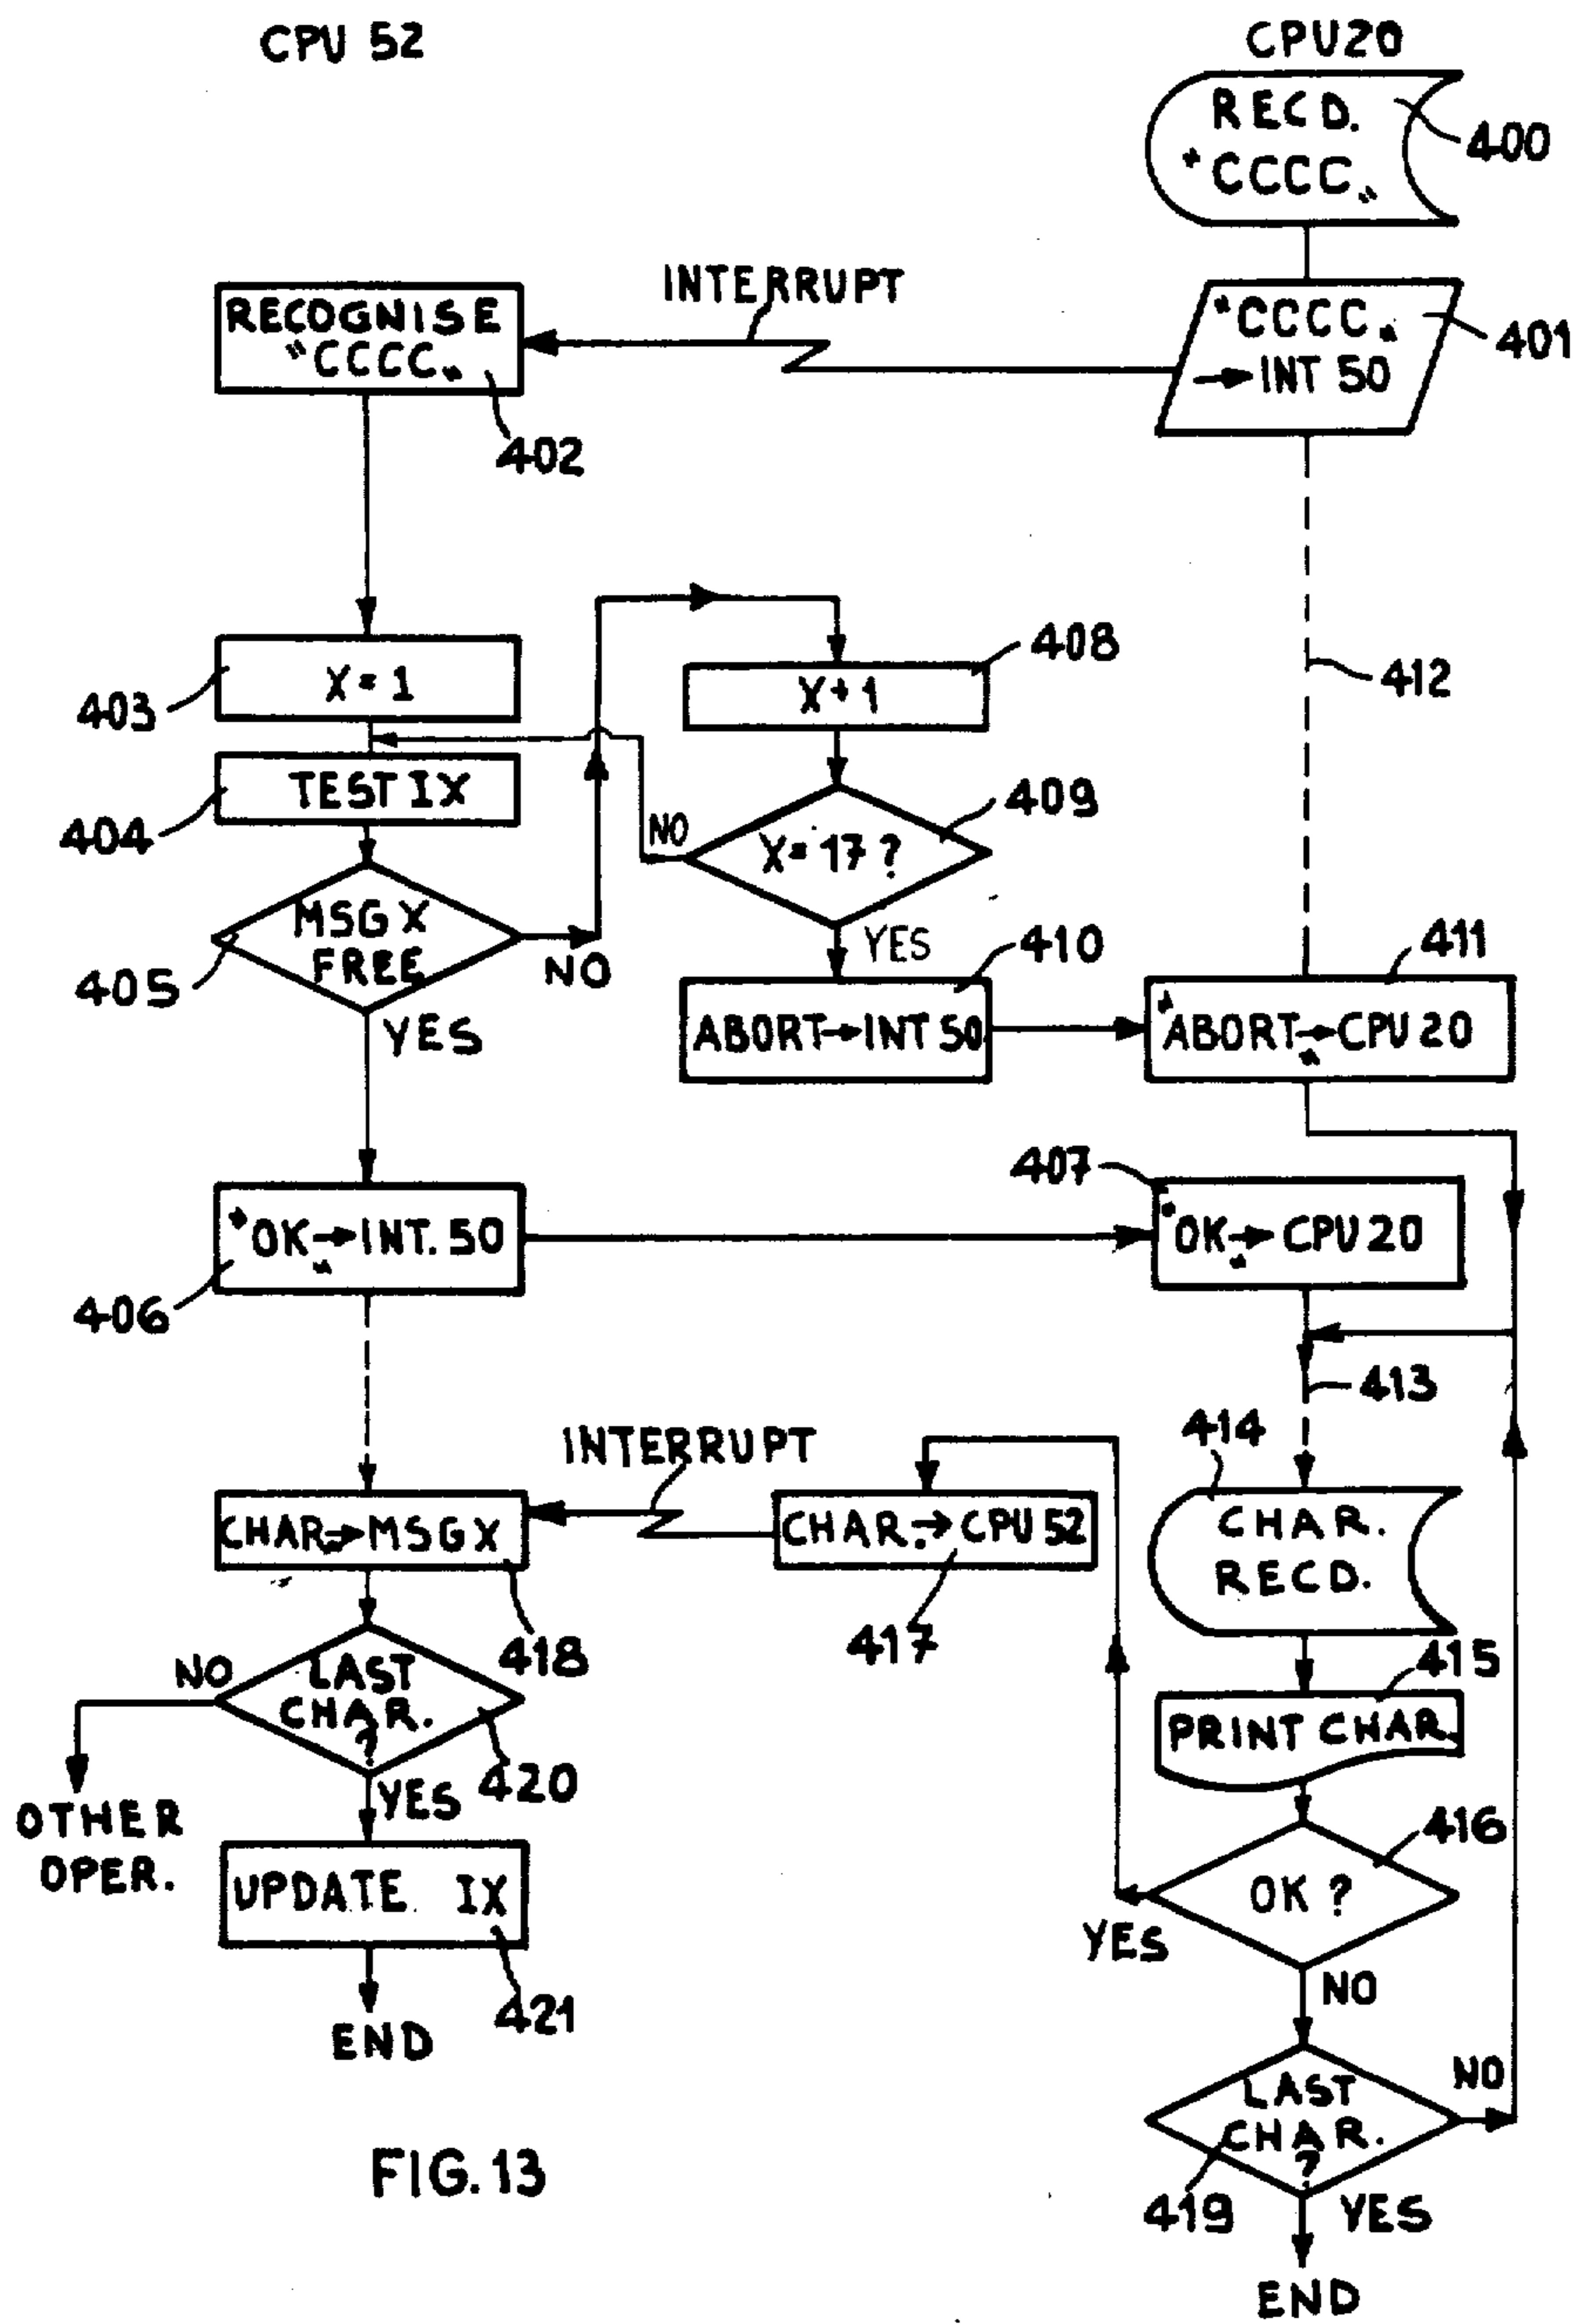 CPU 52
CPU20
RECD.
"CCCC"
400
INTERRUPT
RECOGNISE
"CCCC"
402
"CCCC"
→ INT 50
401
403
X = 1
408
X + 1
412
404
TEST IX
409
X = 17 ?
NO
MSG X
FREE
405
NO
YES
YES
410
ABORT → INT 50
411
"ABORT" → CPU 20
407
"OK" → INT. 50
406
"OK" → CPU 20
413
414
INTERRUPT
CHAR. → MSG X
418
CHAR. → CPU 52
417
CHAR.
RECD.
415
PRINT CHAR.
NO
LAST
CHAR.
?
420
YES
OTHER
OPER.
416
OK ?
YES
NO
UPDATE IX
421
END
LAST
CHAR.
?
NO
419
YES
END
FIG. 13